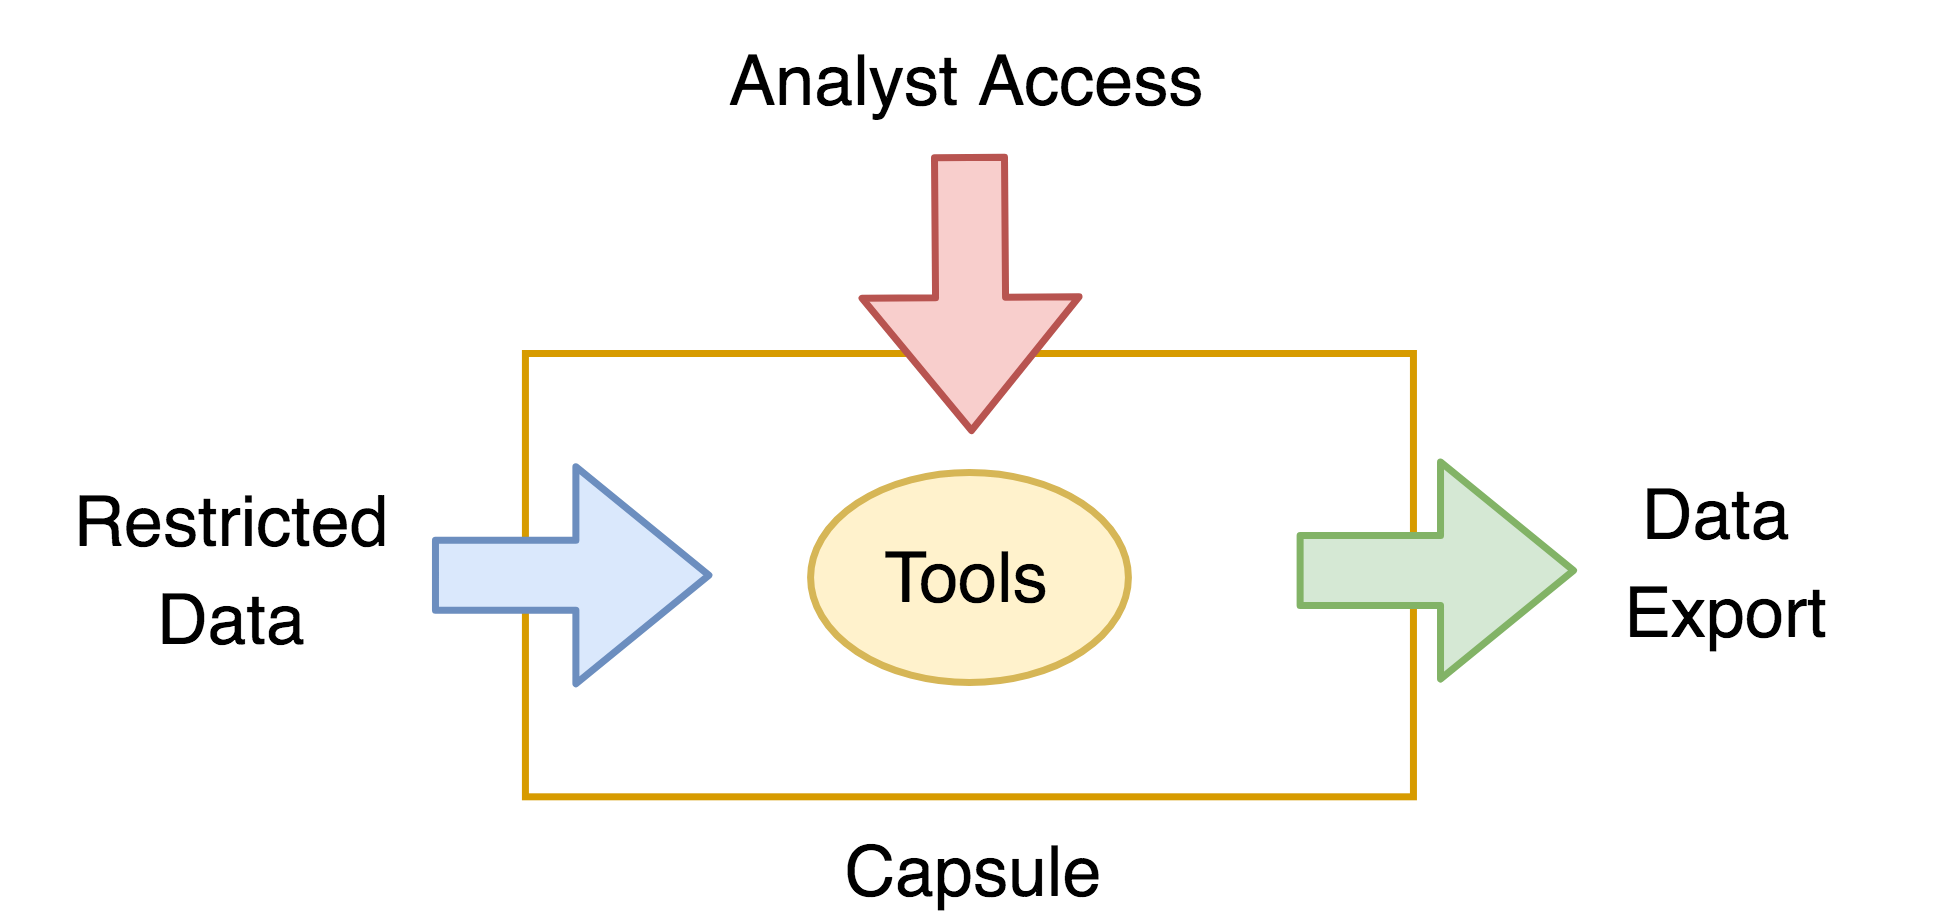 Analyst Access
Restricted
Data
Tools
Data
Export
Capsule